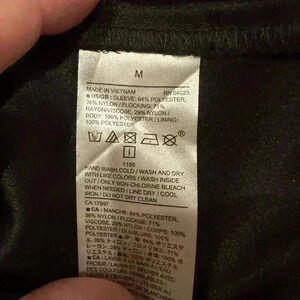 M
MADE IN VIETNAM RN 54023
■ US/GB : SLEEVE: 64% POLYESTER,
36% NYLON / FLOCKING: 71%
RAYON/VISCOSE, 29% NYLON /
BODY: 100% POLYESTER / LINING:
100% POLYESTER
1166
HAND WASH COLD / WASH AND DRY
WITH LIKE COLORS / WASH INSIDE
OUT / ONLY NON-CHLORINE BLEACH
WHEN NEEDED / LINE DRY / COOL
IRON / DO NOT DRY CLEAN
CA 17897
■ CA : MANCHE: 64% POLYESTER,
36% NYLON / FLOCAGE: 71%
VISCOSE, 29% NYLON / CORPS: 100%
POLYESTER / DOUBLURE: 100%
POLYESTER